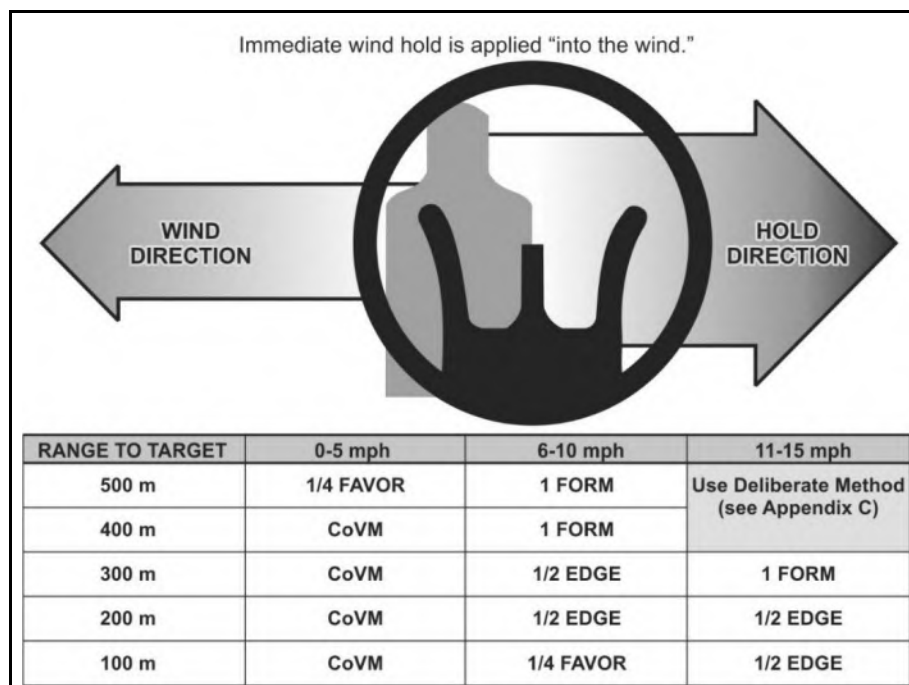 Immediate wind hold is applied “into the wind.”
WIND
DIRECTION
HOLD
DIRECTION
RANGE TO TARGET 0-5 mph 6-10 mph 11-15 mph
500 m 1/4 FAVOR 1 FORM Use Deliberate Method
(see Appendix C)
400 m CoVM 1 FORM
300 m CoVM 1/2 EDGE 1 FORM
200 m CoVM 1/2 EDGE 1/2 EDGE
100 m CoVM 1/4 FAVOR 1/2 EDGE